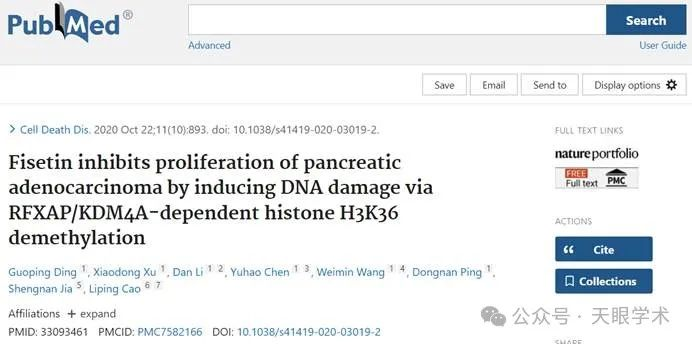 PubMed®
Search
Advanced
User Guide
Save
Email
Send to
Display options
Cell Death Dis. 2020 Oct 22;11(10):893. doi: 10.1038/s41419-020-03019-2.
Fisetin inhibits proliferation of pancreatic
adenocarcinoma by inducing DNA damage via
RFXAP/KDM4A-dependent histone H3K36
demethylation
Guoping Ding 1, Xiaodong Xu 1, Dan Li 1 2, Yuhao Chen 1 3, Weimin Wang 1 4, Dongnan Ping 1,
Shengnan Jia 5, Liping Cao 6 7
Affiliations + expand
PMID: 33093461 PMCID: PMC7582166 DOI: 10.1038/s41419-020-03019-2
FULL TEXT LINKS
natureportfolio
FREE
Full text
PMC
ACTIONS
Cite
Collections
SHARE
公众号 · 天眼学术